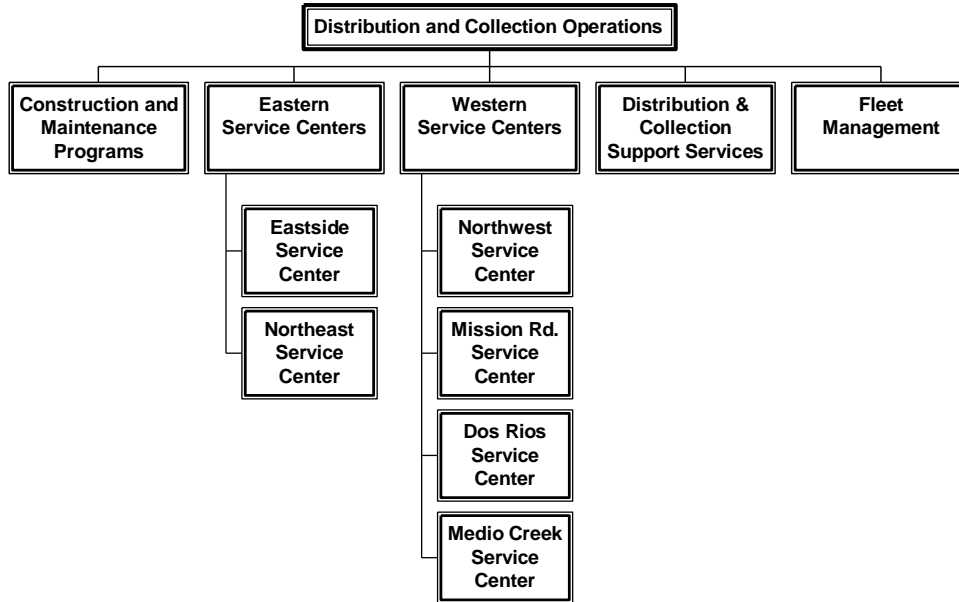 Distribution and Collection Operations
Construction and
Maintenance
Programs
Eastern
Service Centers
Western
Service Centers
Distribution &
Collection
Support Services
Fleet
Management
Eastside
Service
Center
Northeast
Service
Center
Northwest
Service
Center
Mission Rd.
Service
Center
Dos Rios
Service
Center
Medio Creek
Service
Center